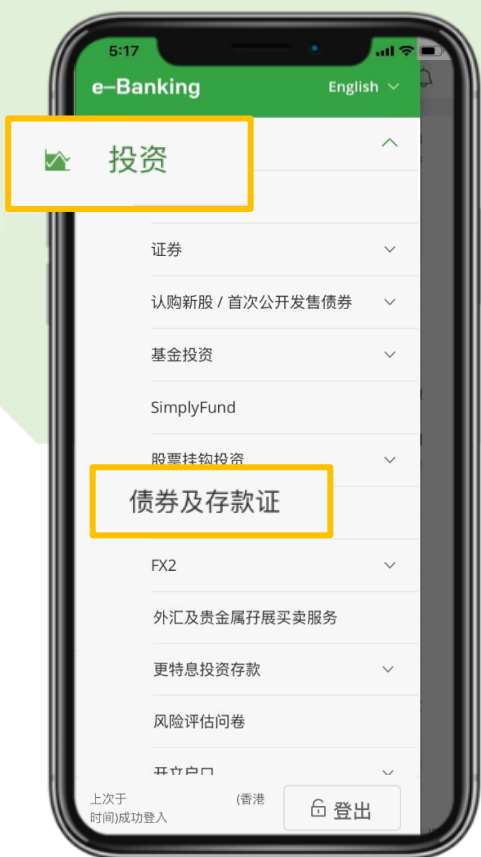 5:17
e-Banking
English
投资
证券
认购新股 / 首次公开发售债券
基金投资
SimplyFund
股票挂钩投资
债券及存款证
FX2
外汇及贵金属孖展买卖服务
更特息投资存款
风险评估问卷
开立户口
上次于 (香港
时间)成功登入
登出